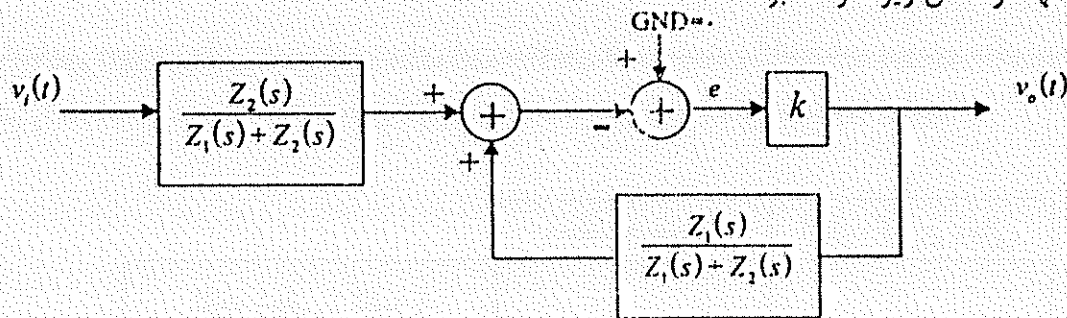 GND=.
+
v_i(t)
Z_2(s)
Z_1(s) + Z_2(s)
+
+
+
-
+
e
k
v_o(t)
Z_1(s)
Z_1(s) + Z_2(s)